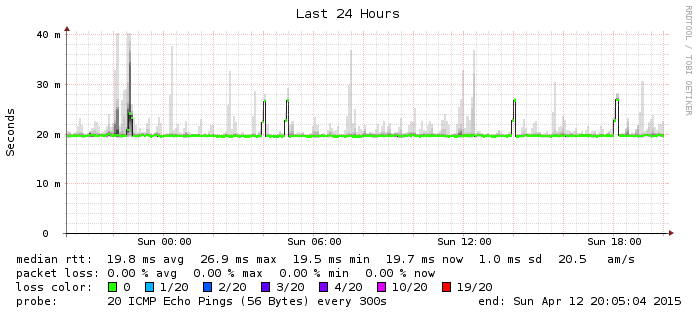 Last 24 Hours
RRDTOOL / TOBI OETIKER
Seconds
40 m
30 m
20 m
10 m
0
Sun 00:00 Sun 06:00 Sun 12:00 Sun 18:00
median rtt: 19.8 ms avg 26.9 ms max 19.5 ms min 19.7 ms now 1.0 ms sd 20.5 am/s
packet loss: 0.00 % avg 0.00 % max 0.00 % min 0.00 % now
loss color: 0 1/20 2/20 3/20 4/20 10/20 19/20
probe: 20 ICMP Echo Pings (56 Bytes) every 300s end: Sun Apr 12 20:05:04 2015